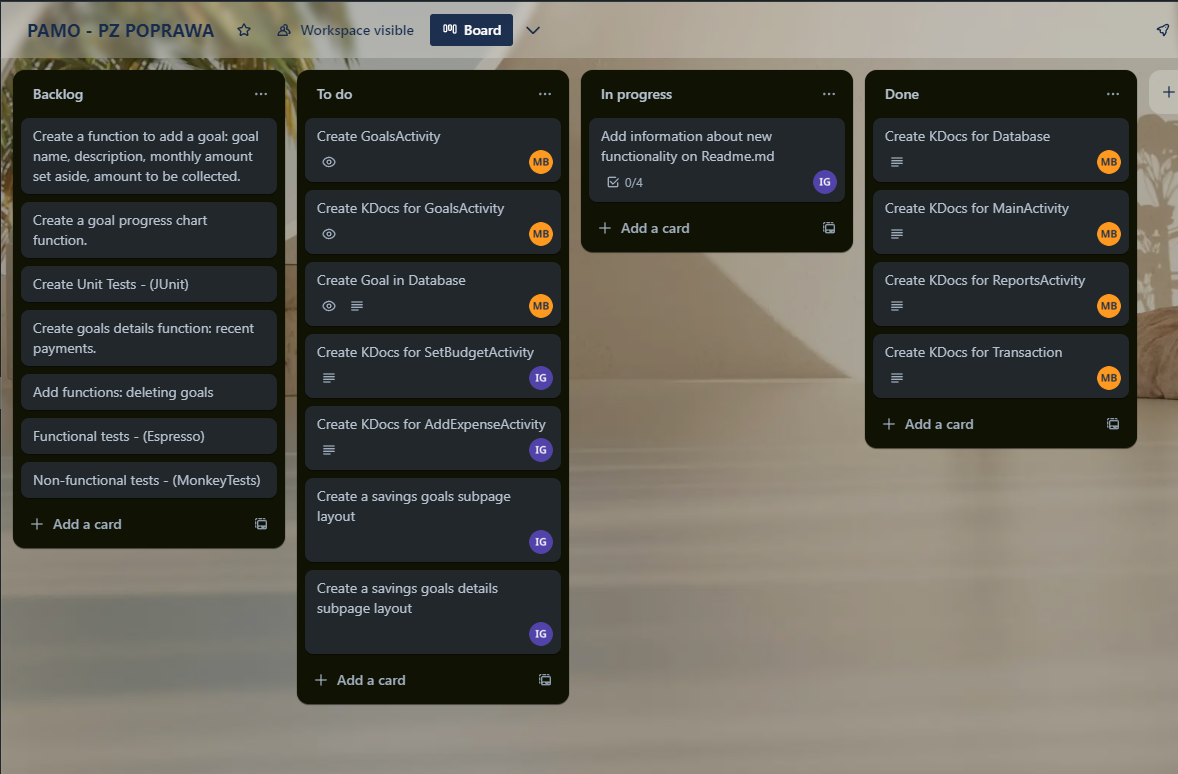 PAMO - PZ POPRAWA
Workspace visible
Board
Backlog
Create a function to add a goal: goal
name, description, monthly amount
set aside, amount to be collected.
Create a goal progress chart
function.
Create Unit Tests - (JUnit)
Create goals details function: recent
payments.
Add functions: deleting goals
Functional tests - (Espresso)
Non-functional tests - (MonkeyTests)
Add a card
To do
Create GoalsActivity
MB
Create KDocs for GoalsActivity
MB
Create Goal in Database
MB
Create KDocs for SetBudgetActivity
IG
Create KDocs for AddExpenseActivity
IG
Create a savings goals subpage
layout
IG
Create a savings goals details
subpage layout
IG
Add a card
In progress
Add information about new
functionality on Readme.md
0/4
IG
Add a card
Done
Create KDocs for Database
MB
Create KDocs for MainActivity
MB
Create KDocs for ReportsActivity
MB
Create KDocs for Transaction
MB
Add a card